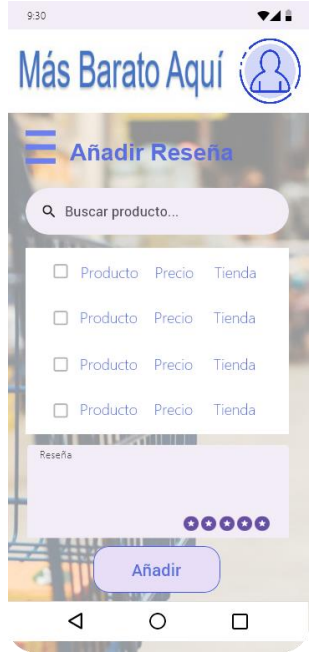 9:30
Más Barato Aquí
Añadir Reseña
Buscar producto...
Producto Precio Tienda
Producto Precio Tienda
Producto Precio Tienda
Producto Precio Tienda
Reseña
Añadir